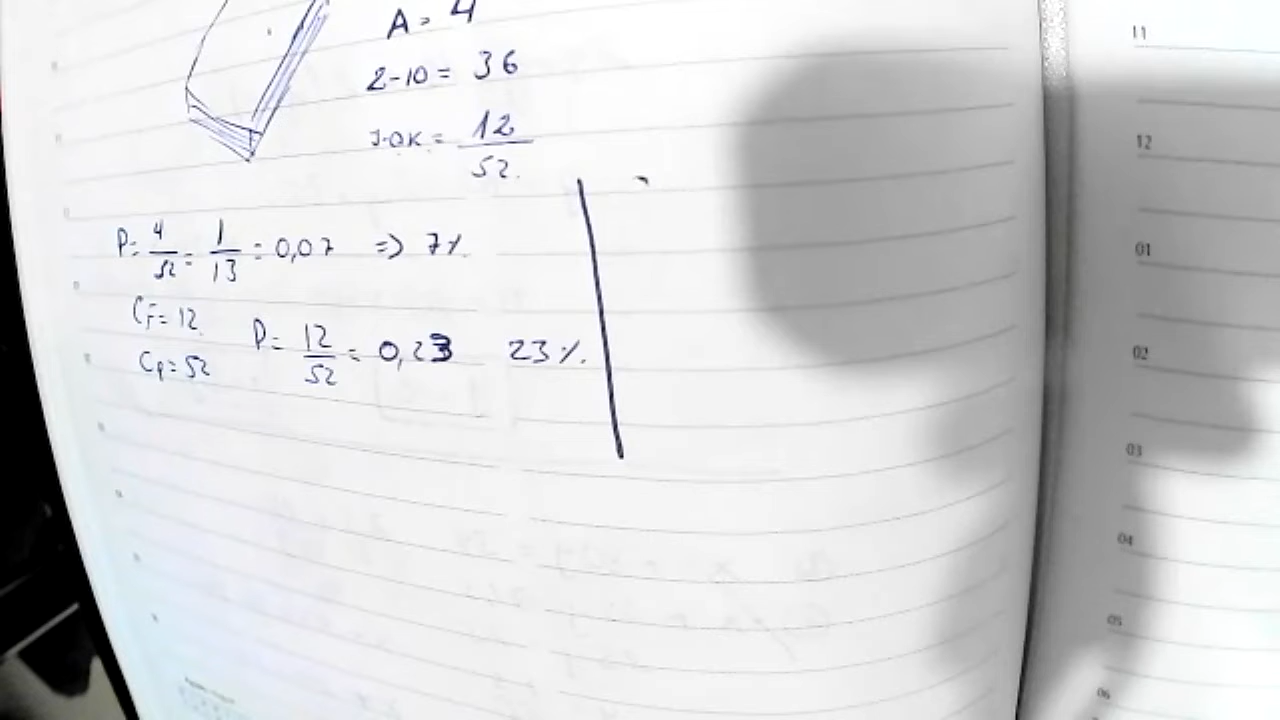 A = 4
2-10 = 36
J-QK = 12
52.
P = 4/52 = 1/13 = 0,07 => 7%.
CF = 12
P = 12/52 = 0,23 23%.
CP = 52
11
12
01
02
03
04
05
06